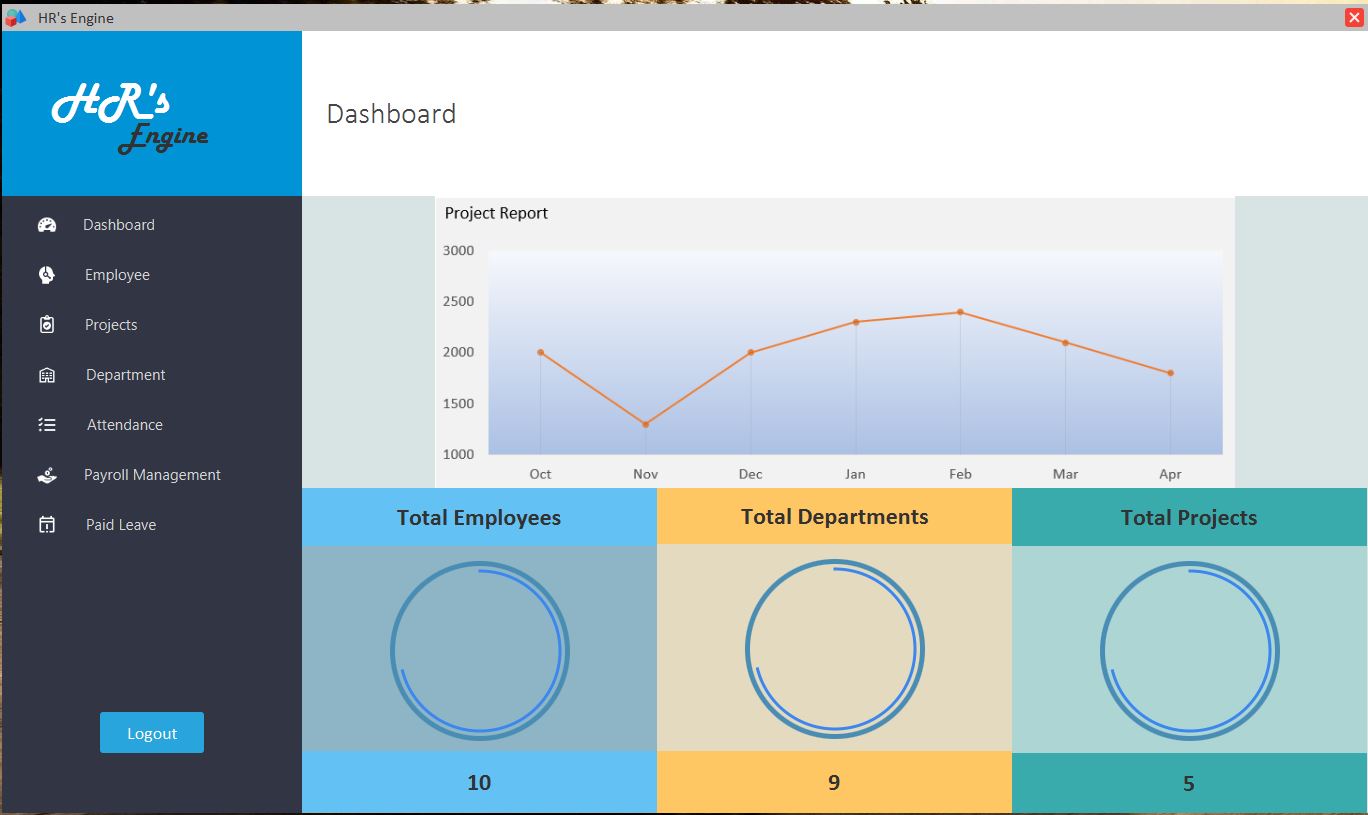 HR's Engine
HR's
Engine
Dashboard
Dashboard
Employee
Projects
Department
Attendance
Payroll Management
Paid Leave
Logout
Project Report
3000
2500
2000
1500
1000
Oct Nov Dec Jan Feb Mar Apr
Total Employees
10
Total Departments
9
Total Projects
5